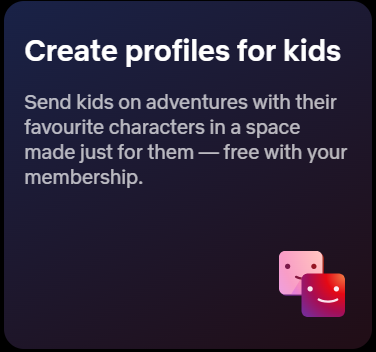 Create profiles for kids
Send kids on adventures with their
favourite characters in a space
made just for them — free with your
membership.